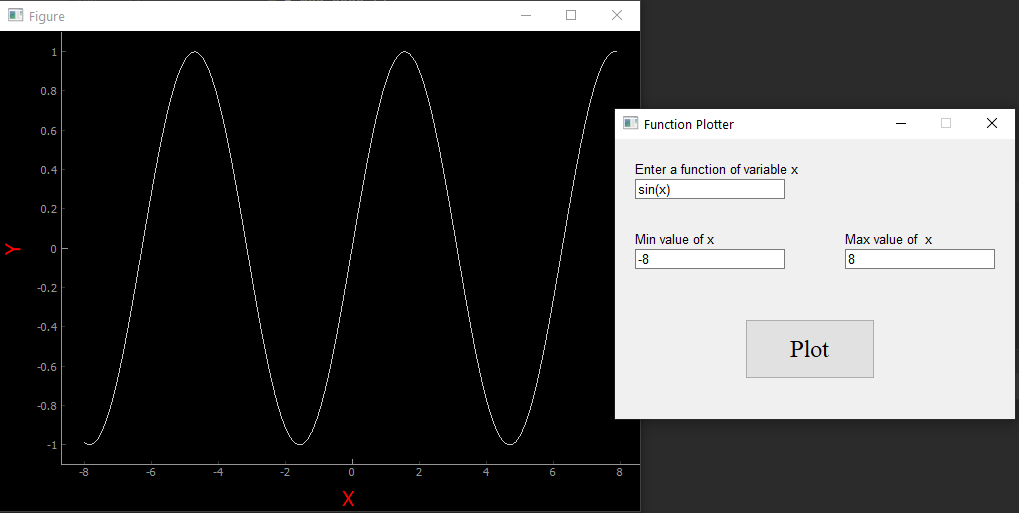 Figure
1
0.8
0.6
0.4
0.2
0
-0.2
-0.4
-0.6
-0.8
-1
Y
-8 -6 -4 -2 0 2 4 6 8
X
Function Plotter
Enter a function of variable x
sin(x)
Min value of x Max value of  x
-8 8
Plot